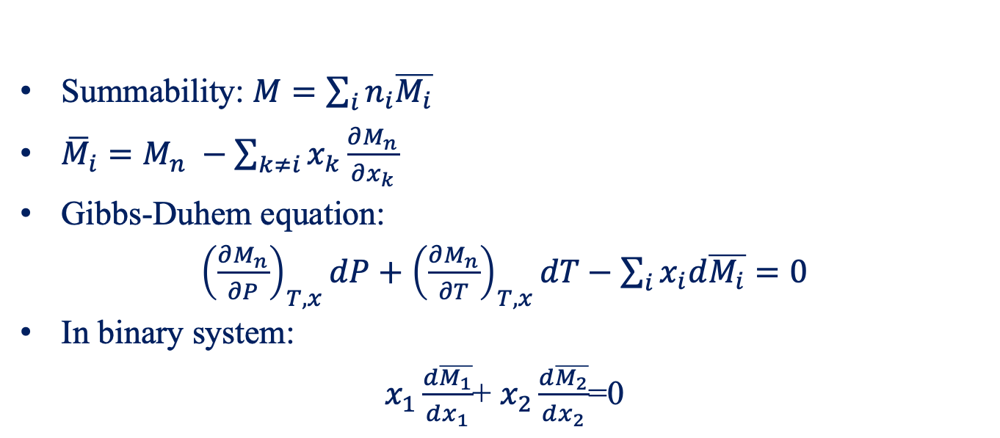 • Summability: $M = \sum_i n_i \overline{M_i}$
• $\bar{M}_i = M_n - \sum_{k \neq i} x_k \frac{\partial M_n}{\partial x_k}$
• Gibbs-Duhem equation:
$\left(\frac{\partial M_n}{\partial P}\right)_{T,x} dP + \left(\frac{\partial M_n}{\partial T}\right)_{T,x} dT - \sum_i x_i d\overline{M_i} = 0$
• In binary system:
$x_1 \frac{d\overline{M_1}}{dx_1} + x_2 \frac{d\overline{M_2}}{dx_2} = 0$